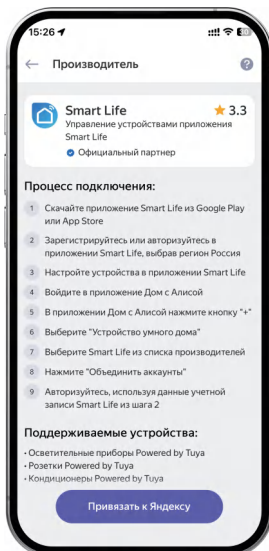 15:26
Производитель
?
Smart Life
3.3
Управление устройствами приложения
Smart Life
Официальный партнер
Процесс подключения:
1 Скачайте приложение Smart Life из Google Play
или App Store
2 Зарегистрируйтесь или авторизуйтесь в
приложении Smart Life, выбрав регион Россия
3 Настройте устройства в приложении Smart Life
4 Войдите в приложение Дом с Алисой
5 В приложении Дом с Алисой нажмите кнопку "+"
6 Выберите "Устройство умного дома"
7 Выберите Smart Life из списка производителей
8 Нажмите "Объединить аккаунты"
9 Авторизуйтесь, используя данные учетной
записи Smart Life из шага 2
Поддерживаемые устройства:
• Осветительные приборы Powered by Tuya
• Розетки Powered by Tuya
• Кондиционеры Powered by Tuya
Привязать к Яндексу